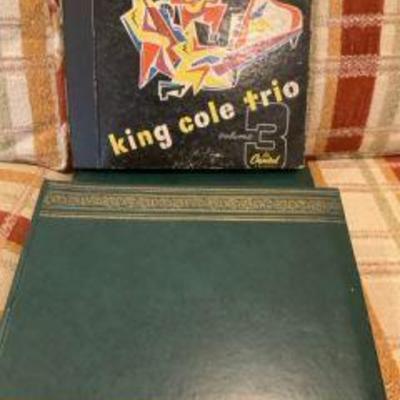 king cole trio
volume
3
Capitol